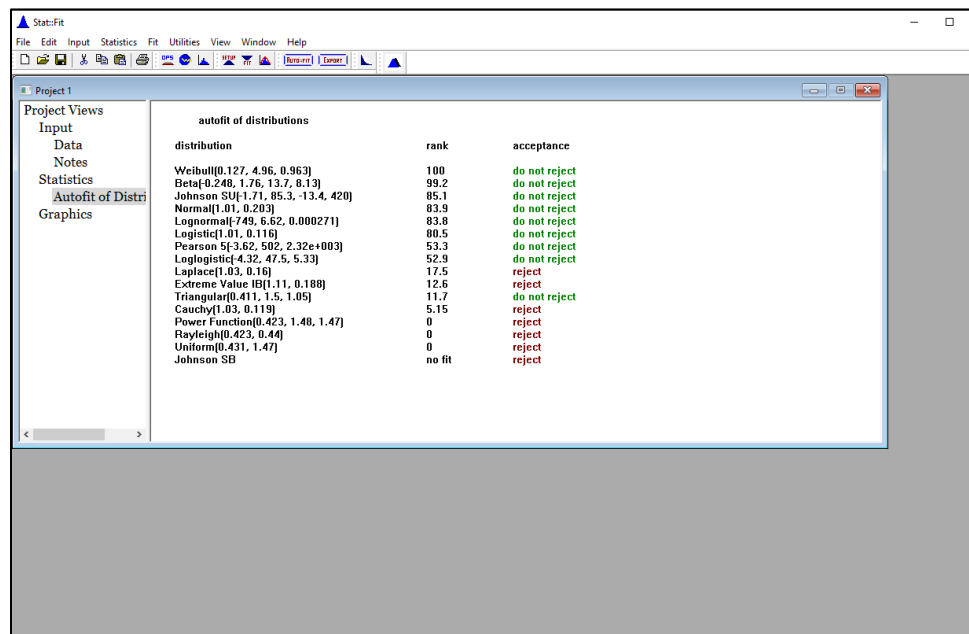 Stat::Fit
File Edit Input Statistics Fit Utilities View Window Help
OPS SETUP FIT AUTO::FIT EXPORT
Project 1
Project Views
Input
Data
Notes
Statistics
Autofit of Distri
Graphics
autofit of distributions
distribution rank acceptance
Weibull(0.127, 4.96, 0.963) 100 do not reject
Beta(-0.248, 1.76, 13.7, 8.13) 99.2 do not reject
Johnson SU(-1.71, 85.3, -13.4, 420) 85.1 do not reject
Normal(1.01, 0.203) 83.9 do not reject
Lognormal(-749, 6.62, 0.000271) 83.8 do not reject
Logistic(1.01, 0.116) 80.5 do not reject
Pearson 5(-3.62, 502, 2.32e+003) 53.3 do not reject
Loglogistic(-4.32, 47.5, 5.33) 52.9 do not reject
Laplace(1.03, 0.16) 17.5 reject
Extreme Value IB(1.11, 0.188) 12.6 reject
Triangular(0.411, 1.5, 1.05) 11.7 do not reject
Cauchy(1.03, 0.119) 5.15 reject
Power Function(0.423, 1.48, 1.47) 0 reject
Rayleigh(0.423, 0.44) 0 reject
Uniform(0.431, 1.47) 0 reject
Johnson SB no fit reject